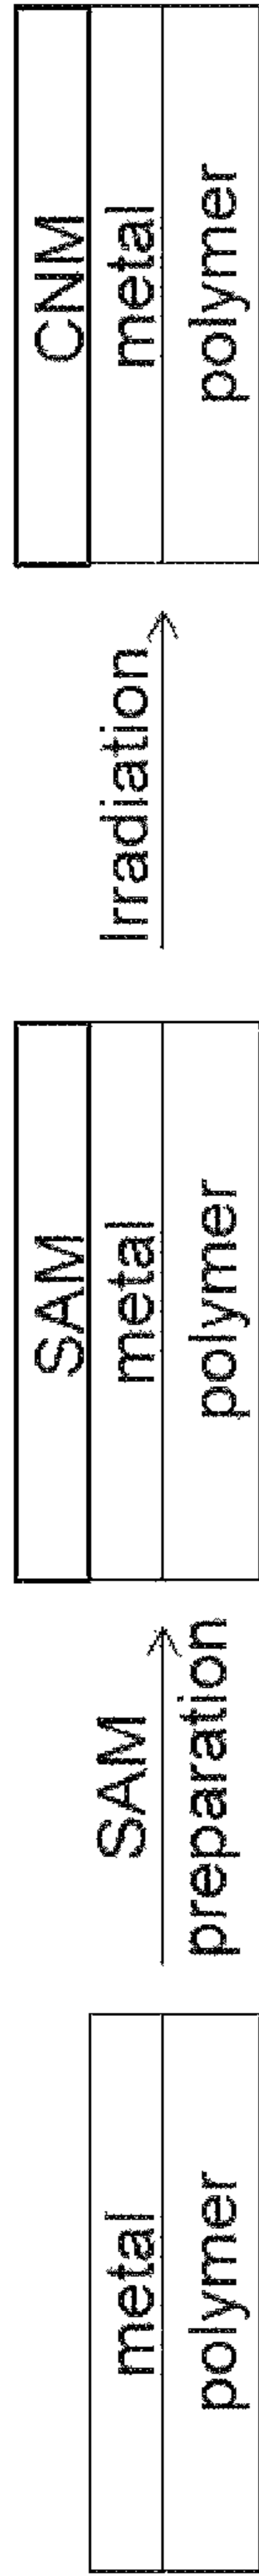 metal
polymer
SAM
preparation
SAM
metal
polymer
Irradiation
CNM
metal
polymer